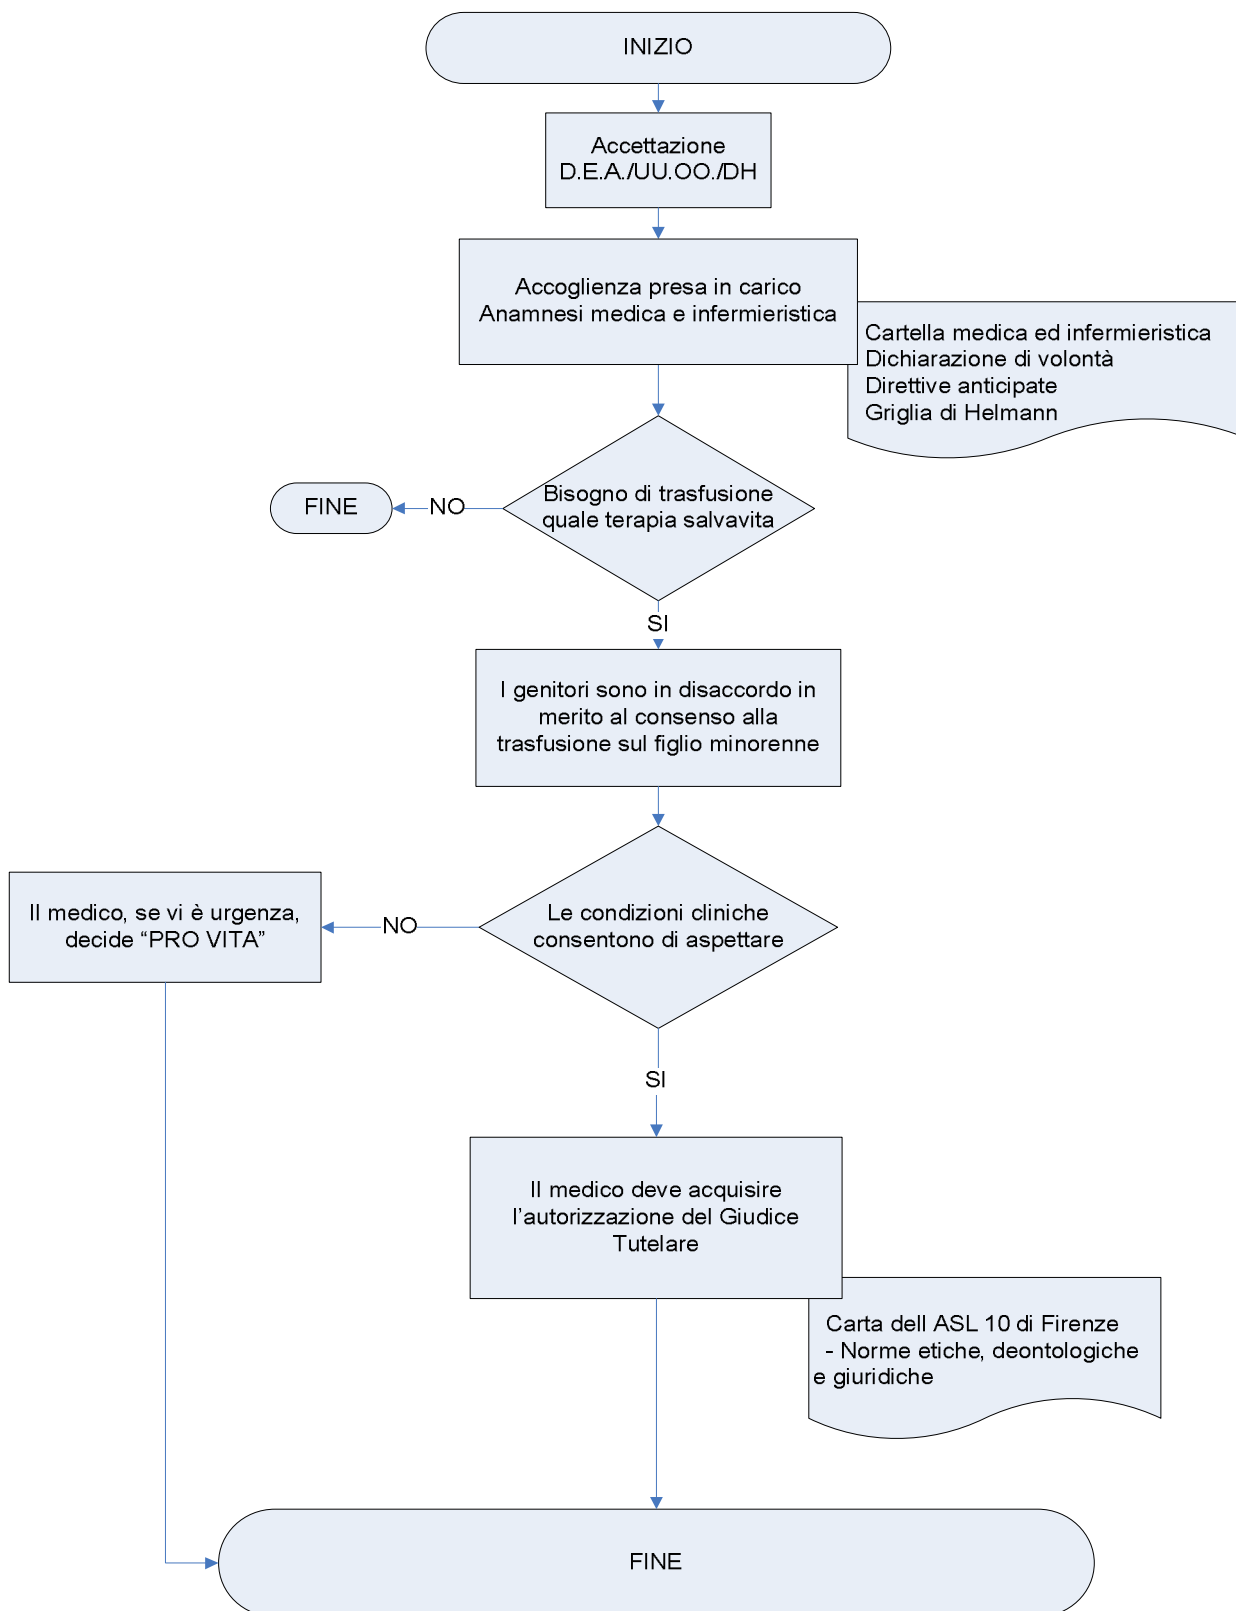 INIZIO
Accettazione
D.E.A./UU.OO./DH
Accoglienza presa in carico
Anamnesi medica e infermieristica
Cartella medica ed infermieristica
Dichiarazione di volontà
Direttive anticipate
Griglia di Helmann
Bisogno di trasfusione
quale terapia salvavita
NO
FINE
SI
I genitori sono in disaccordo in
merito al consenso alla
trasfusione sul figlio minorenne
Le condizioni cliniche
consentono di aspettare
NO
Il medico, se vi è urgenza,
decide “PRO VITA”
SI
Il medico deve acquisire
l’autorizzazione del Giudice
Tutelare
Carta dell ASL 10 di Firenze
- Norme etiche, deontologiche
e giuridiche
FINE